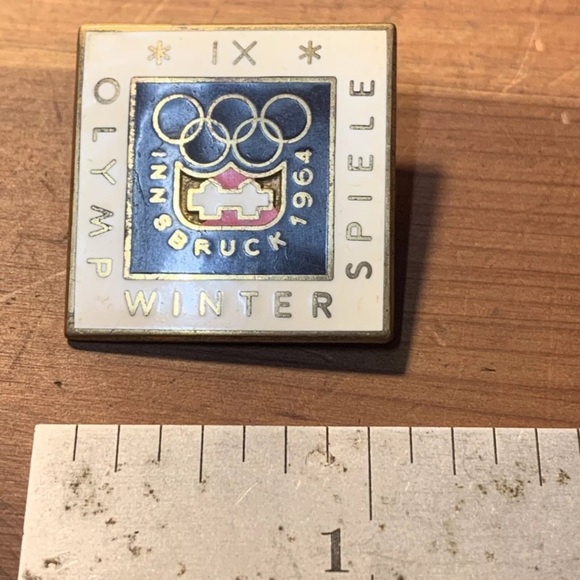 * IX *
OLYMP
WINTER
SPIELE
INNSBRUCK 1964
1